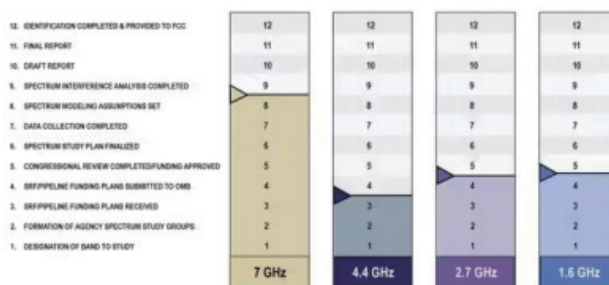 12. IDENTIFICATION COMPLETED & PROVIDED TO FCC 12 12 12 12
11. FINAL REPORT 11 11 11 11
10. DRAFT REPORT 10 10 10 10
9. SPECTRUM INTERFERENCE ANALYSIS COMPLETED 9 9 9 9
8. SPECTRUM MODELING ASSUMPTIONS SET 8 8 8 8
7. DATA COLLECTION COMPLETED 7 7 7 7
6. SPECTRUM STUDY PLAN FINALIZED 6 6 6 6
5. CONGRESSIONAL REVIEW COMPLETED/FUNDING APPROVED 5 5 5 5
4. SRF/PIPELINE FUNDING PLANS SUBMITTED TO OMB 4 4 4 4
3. SRF/PIPELINE FUNDING PLANS RECEIVED 3 3 3 3
2. FORMATION OF AGENCY SPECTRUM STUDY GROUPS 2 2 2 2
1. DESIGNATION OF BAND TO STUDY 1 1 1 1
7 GHz 4.4 GHz 2.7 GHz 1.6 GHz